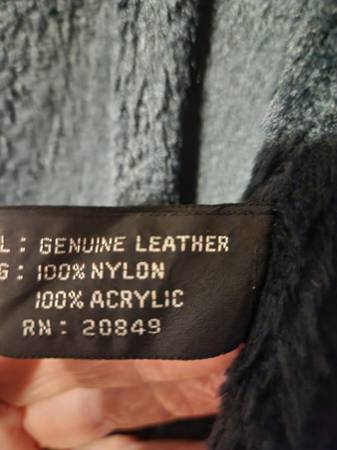 L: GENUINE LEATHER
G: 100% NYLON
100% ACRYLIC
RN: 20849